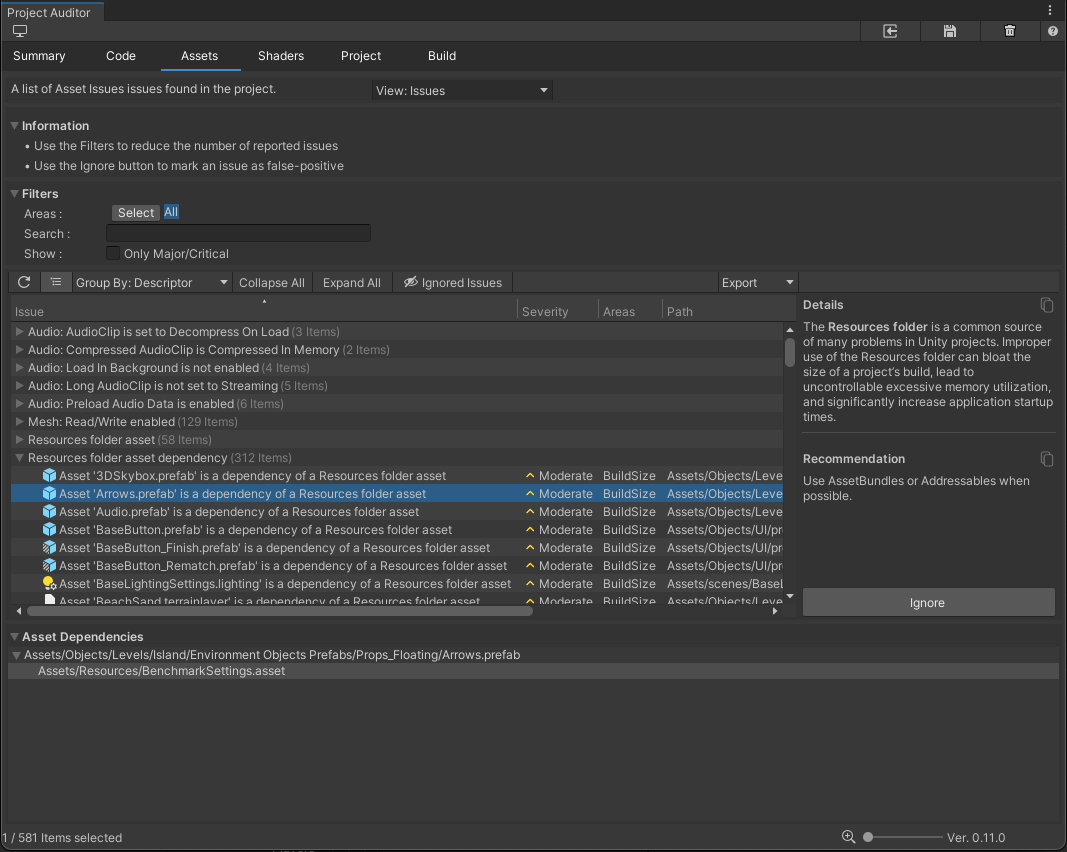 Project Auditor
Summary Code Assets Shaders Project Build
A list of Asset Issues issues found in the project. View: Issues
Information
• Use the Filters to reduce the number of reported issues
• Use the Ignore button to mark an issue as false-positive
Filters
Areas : Select All
Search :
Show : Only Major/Critical
Group By: Descriptor Collapse All Expand All Ignored Issues Export
Issue Severity Areas Path
Audio: AudioClip is set to Decompress On Load (3 Items)
Audio: Compressed AudioClip is Compressed In Memory (2 Items)
Audio: Load In Background is not enabled (4 Items)
Audio: Long AudioClip is not set to Streaming (5 Items)
Audio: Preload Audio Data is enabled (6 Items)
Mesh: Read/Write enabled (129 Items)
Resources folder asset (58 Items)
Resources folder asset dependency (312 Items)
Asset '3DSkybox.prefab' is a dependency of a Resources folder asset Moderate BuildSize Assets/Objects/Leve
Asset 'Arrows.prefab' is a dependency of a Resources folder asset Moderate BuildSize Assets/Objects/Leve
Asset 'Audio.prefab' is a dependency of a Resources folder asset Moderate BuildSize Assets/Objects/Leve
Asset 'BaseButton.prefab' is a dependency of a Resources folder asset Moderate BuildSize Assets/Objects/UI/pr
Asset 'BaseButton_Finish.prefab' is a dependency of a Resources folder asset Moderate BuildSize Assets/Objects/UI/pr
Asset 'BaseButton_Rematch.prefab' is a dependency of a Resources folder asset Moderate BuildSize Assets/Objects/UI/pr
Asset 'BaseLightingSettings.lighting' is a dependency of a Resources folder asset Moderate BuildSize Assets/scenes/BaseL
Asset 'BeachSand.terrainlayer' is a dependency of a Resources folder asset Moderate BuildSize Assets/Objects/Leve
Details
The Resources folder is a common source
of many problems in Unity projects. Improper
use of the Resources folder can bloat the
size of a project's build, lead to
uncontrollable excessive memory utilization,
and significantly increase application startup
times.
Recommendation
Use AssetBundles or Addressables when
possible.
Ignore
Asset Dependencies
Assets/Objects/Levels/Island/Environment Objects Prefabs/Props_Floating/Arrows.prefab
Assets/Resources/BenchmarkSettings.asset
1 / 581 Items selected Ver. 0.11.0